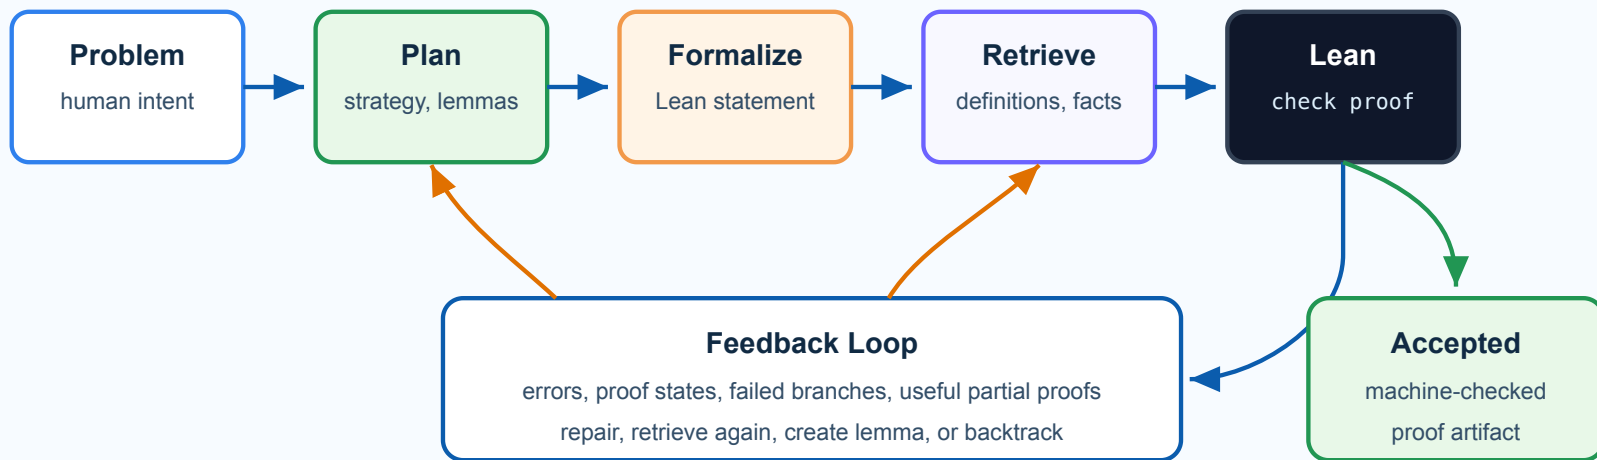 Problem
human intent
Plan
strategy, lemmas
Formalize
Lean statement
Retrieve
definitions, facts
Lean
check proof
Feedback Loop
errors, proof states, failed branches, useful partial proofs
repair, retrieve again, create lemma, or backtrack
Accepted
machine-checked
proof artifact